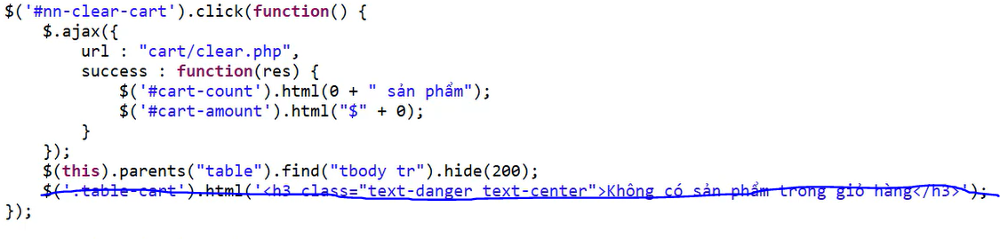 $('#nn-clear-cart').click(function() {
$.ajax({
url : "cart/clear.php",
success : function(res) {
$('#cart-count').html(0 + " sản phẩm");
$('#cart-amount').html("$" + 0);
}
});
$(this).parents("table").find("tbody tr").hide(200);
$('.table-cart').html('<h3 class="text-danger text-center">Không có sản phẩm trong giỏ hàng</h3>');
});